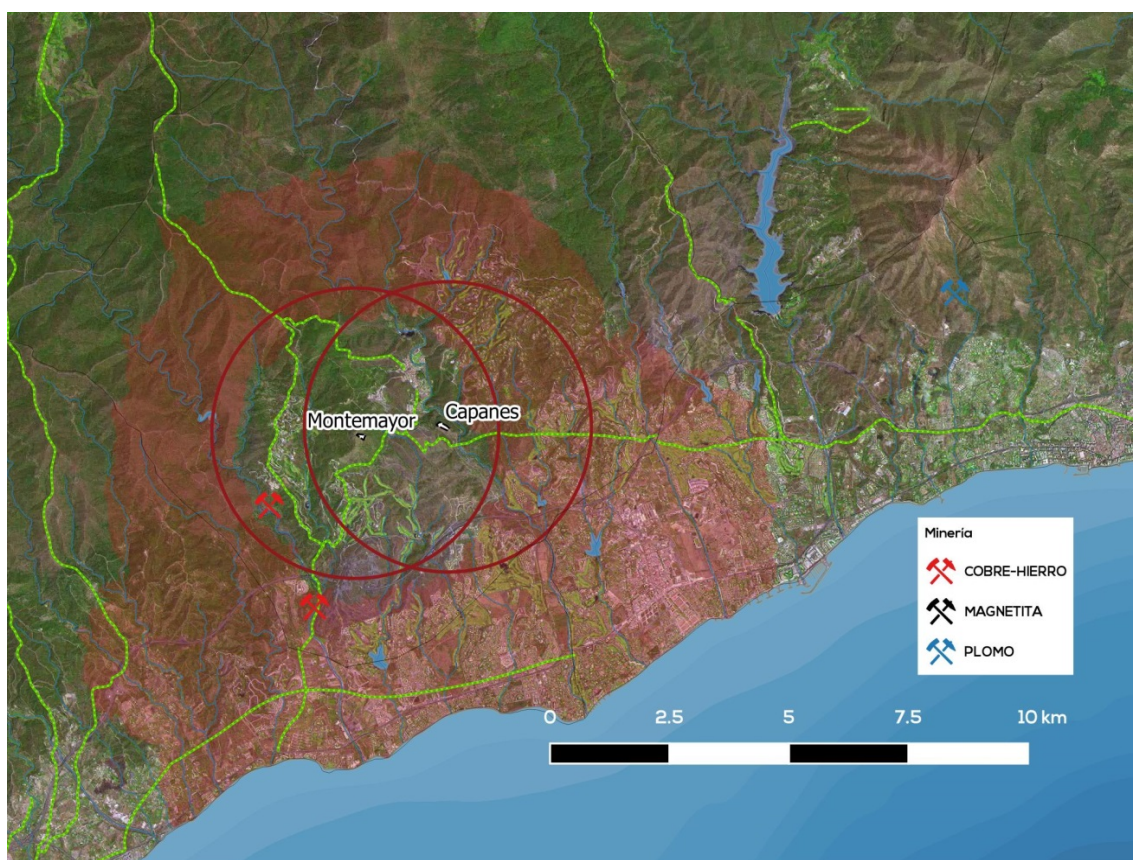 Montemayor
Capanes
Minería
COBRE-HIERRO
MAGNETITA
PLOMO
0 2.5 5 7.5 10 km